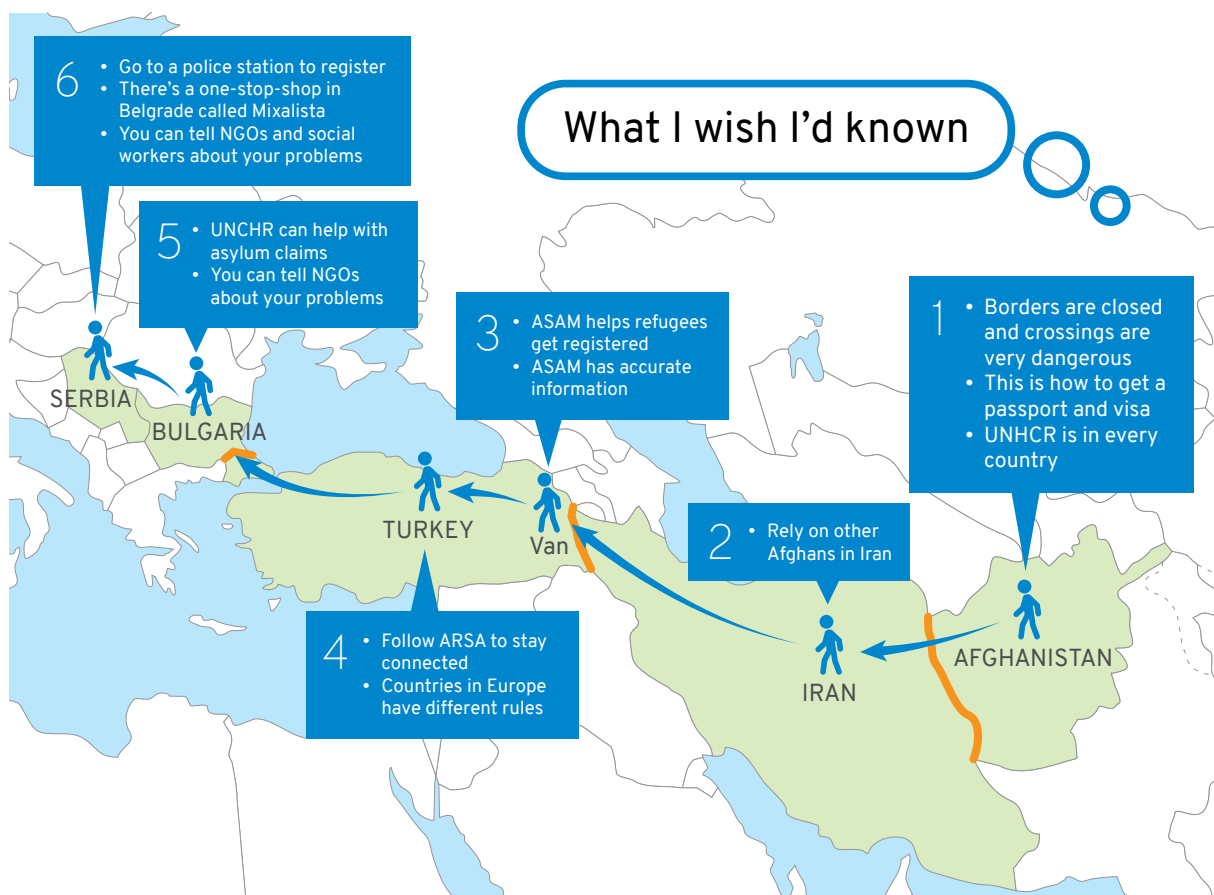 What I wish I'd known
1
• Borders are closed
and crossings are
very dangerous
• This is how to get a
passport and visa
• UNHCR is in every
country
AFGHANISTAN
2
• Rely on other
Afghans in Iran
IRAN
3
• ASAM helps refugees
get registered
• ASAM has accurate
information
Van
4
• Follow ARSA to stay
connected
• Countries in Europe
have different rules
TURKEY
5
• UNCHR can help with
asylum claims
• You can tell NGOs
about your problems
BULGARIA
6
• Go to a police station to register
• There's a one-stop-shop in
Belgrade called Mixalista
• You can tell NGOs and social
workers about your problems
SERBIA